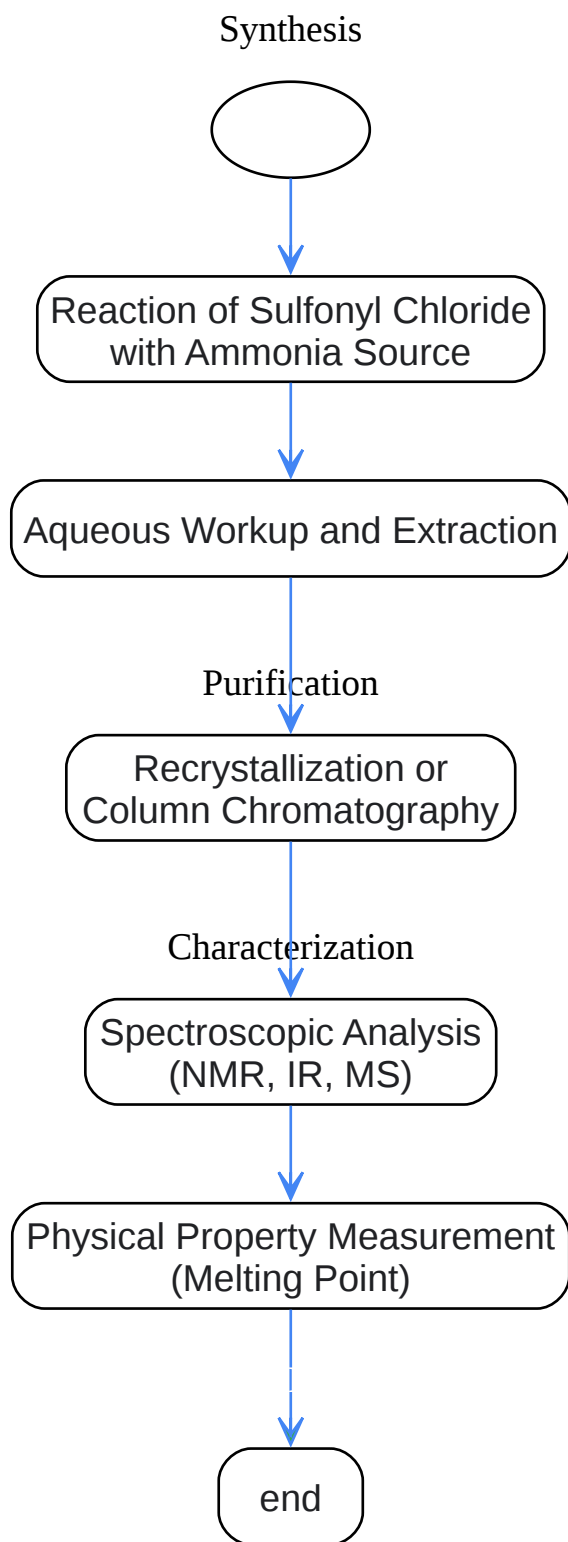 Synthesis
Reaction of Sulfonyl Chloride
with Ammonia Source
Aqueous Workup and Extraction
Purification
Recrystallization or
Column Chromatography
Characterization
Spectroscopic Analysis
(NMR, IR, MS)
Physical Property Measurement
(Melting Point)
end